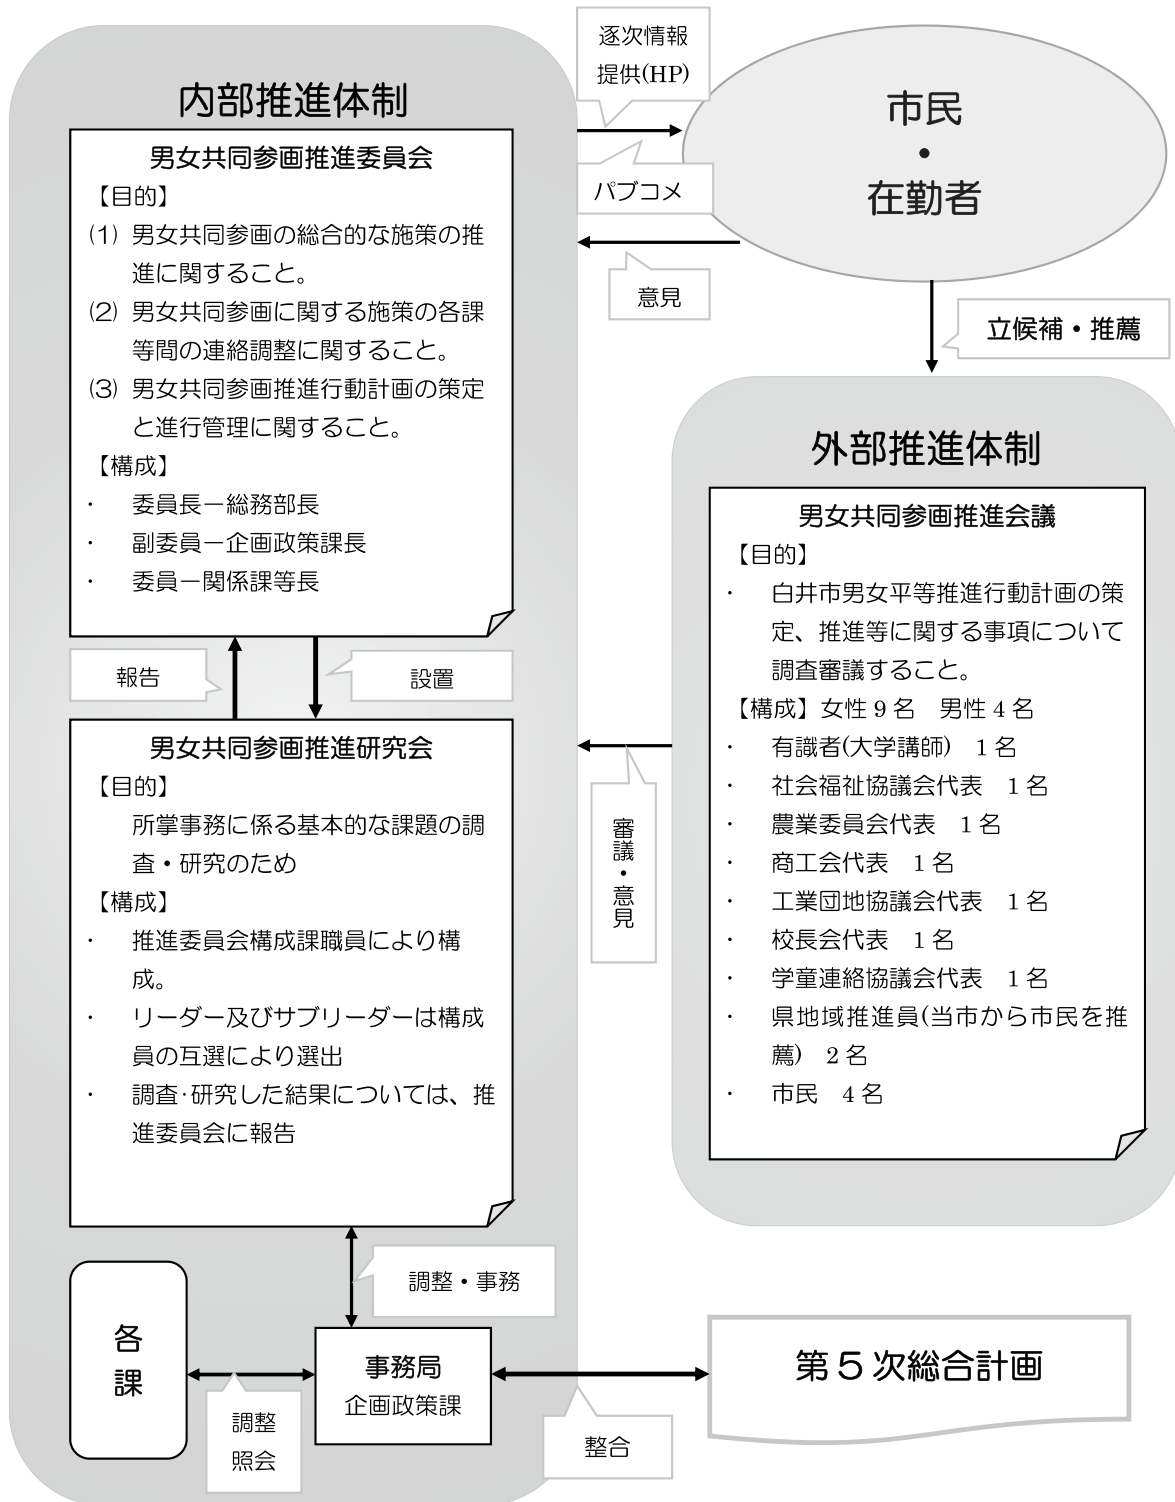 内部推進体制
男女共同参画推進委員会
【目的】
(1) 男女共同参画の総合的な施策の推
進に関すること。
(2) 男女共同参画に関する施策の各課
等間の連絡調整に関すること。
(3) 男女共同参画推進行動計画の策定
と進行管理に関すること。
【構成】
・ 委員長－総務部長
・ 副委員－企画政策課長
・ 委員－関係課等長
報告
設置
男女共同参画推進研究会
【目的】
所掌事務に係る基本的な課題の調
査・研究のため
【構成】
・ 推進委員会構成課職員により構
成。
・ リーダー及びサブリーダーは構成
員の互選により選出
・ 調査･研究した結果については、推
進委員会に報告
調整・事務
各
課
調整
照会
事務局
企画政策課
整合
第５次総合計画
逐次情報
提供(HP)
パブコメ
意見
市民
・
在勤者
立候補・推薦
外部推進体制
男女共同参画推進会議
【目的】
・ 白井市男女平等推進行動計画の策
定、推進等に関する事項について
調査審議すること。
【構成】女性 9 名　男性 4 名
・ 有識者(大学講師)　1 名
・ 社会福祉協議会代表　1 名
・ 農業委員会代表　1 名
・ 商工会代表　1 名
・ 工業団地協議会代表　1 名
・ 校長会代表　1 名
・ 学童連絡協議会代表　1 名
・ 県地域推進員(当市から市民を推
薦)　2 名
・ 市民　4 名
審議・意見